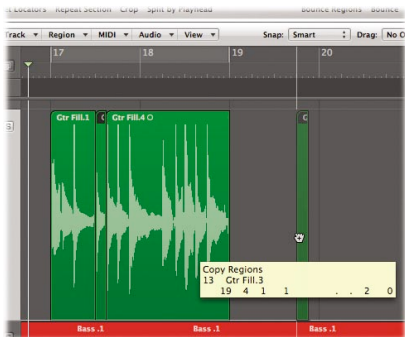 Locators Repeat Section Crop Split by Playhead Bounce Regions Bounce
Track Region MIDI Audio View Snap: Smart Drag: No
17 18 19 20
Gtr Fill.1 Gtr Fill.4
Copy Regions
13 Gtr Fill.3
19 4 1 1 . . 2 0
Bass .1 Bass .1 Bass .1